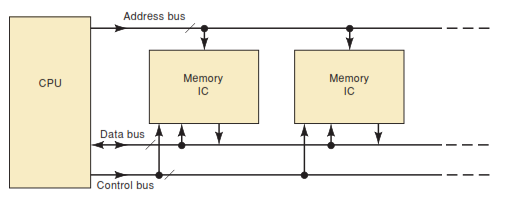 Address bus
CPU
Memory
IC
Memory
IC
Data bus
Control bus